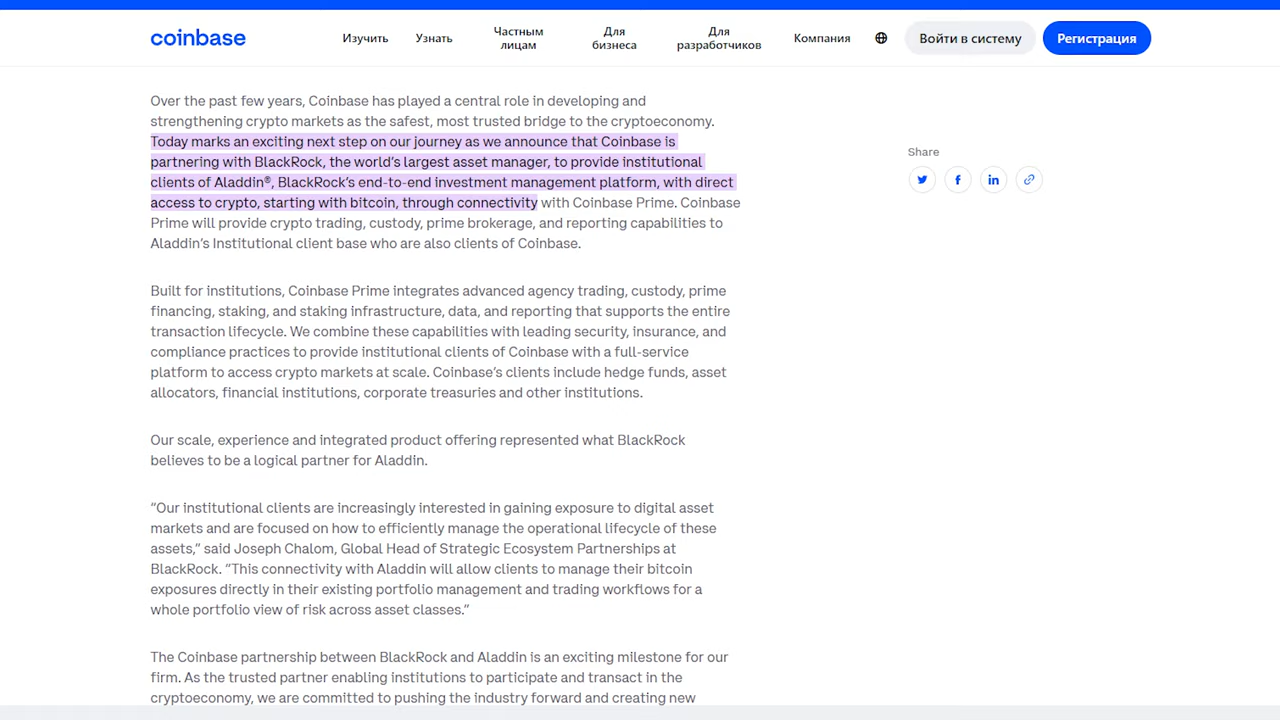 coinbase
Изучить
Узнать
Частным
лицам
Для
бизнеса
Для
разработчиков
Компания
Войти в систему
Регистрация
Over the past few years, Coinbase has played a central role in developing and
strengthening crypto markets as the safest, most trusted bridge to the cryptoeconomy.
Today marks an exciting next step on our journey as we announce that Coinbase is
partnering with BlackRock, the world’s largest asset manager, to provide institutional
clients of Aladdin®, BlackRock’s end-to-end investment management platform, with direct
access to crypto, starting with bitcoin, through connectivity with Coinbase Prime. Coinbase
Prime will provide crypto trading, custody, prime brokerage, and reporting capabilities to
Aladdin’s Institutional client base who are also clients of Coinbase.
Share
Built for institutions, Coinbase Prime integrates advanced agency trading, custody, prime
financing, staking, and staking infrastructure, data, and reporting that supports the entire
transaction lifecycle. We combine these capabilities with leading security, insurance, and
compliance practices to provide institutional clients of Coinbase with a full-service
platform to access crypto markets at scale. Coinbase’s clients include hedge funds, asset
allocators, financial institutions, corporate treasuries and other institutions.
Our scale, experience and integrated product offering represented what BlackRock
believes to be a logical partner for Aladdin.
“Our institutional clients are increasingly interested in gaining exposure to digital asset
markets and are focused on how to efficiently manage the operational lifecycle of these
assets,” said Joseph Chalom, Global Head of Strategic Ecosystem Partnerships at
BlackRock. “This connectivity with Aladdin will allow clients to manage their bitcoin
exposures directly in their existing portfolio management and trading workflows for a
whole portfolio view of risk across asset classes.”
The Coinbase partnership between BlackRock and Aladdin is an exciting milestone for our
firm. As the trusted partner enabling institutions to participate and transact in the
cryptoeconomy, we are committed to pushing the industry forward and creating new